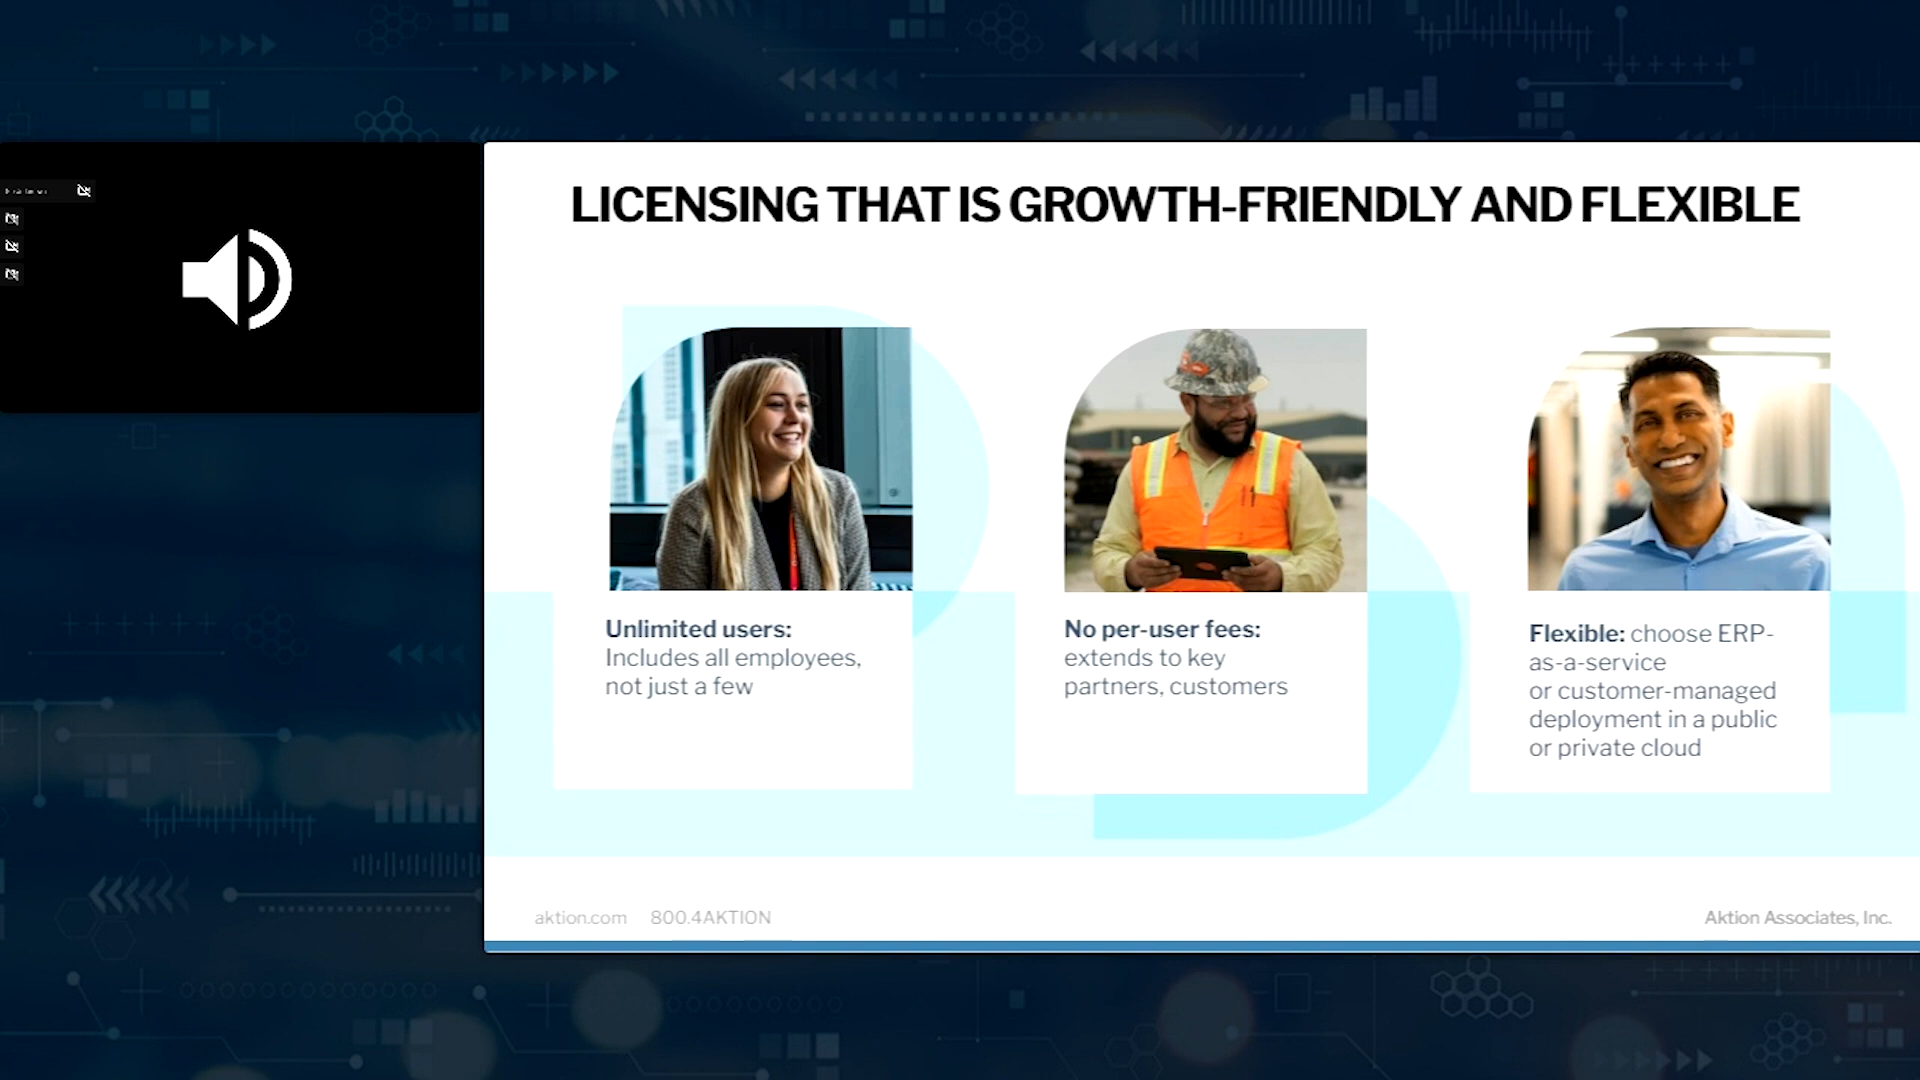 LICENSING THAT IS GROWTH-FRIENDLY AND FLEXIBLE
Unlimited users:
Includes all employees,
not just a few
No per-user fees:
extends to key
partners, customers
Flexible: choose ERP-
as-a-service
or customer-managed
deployment in a public
or private cloud
aktion.com 800.4AKTION
Aktion Associates, Inc.